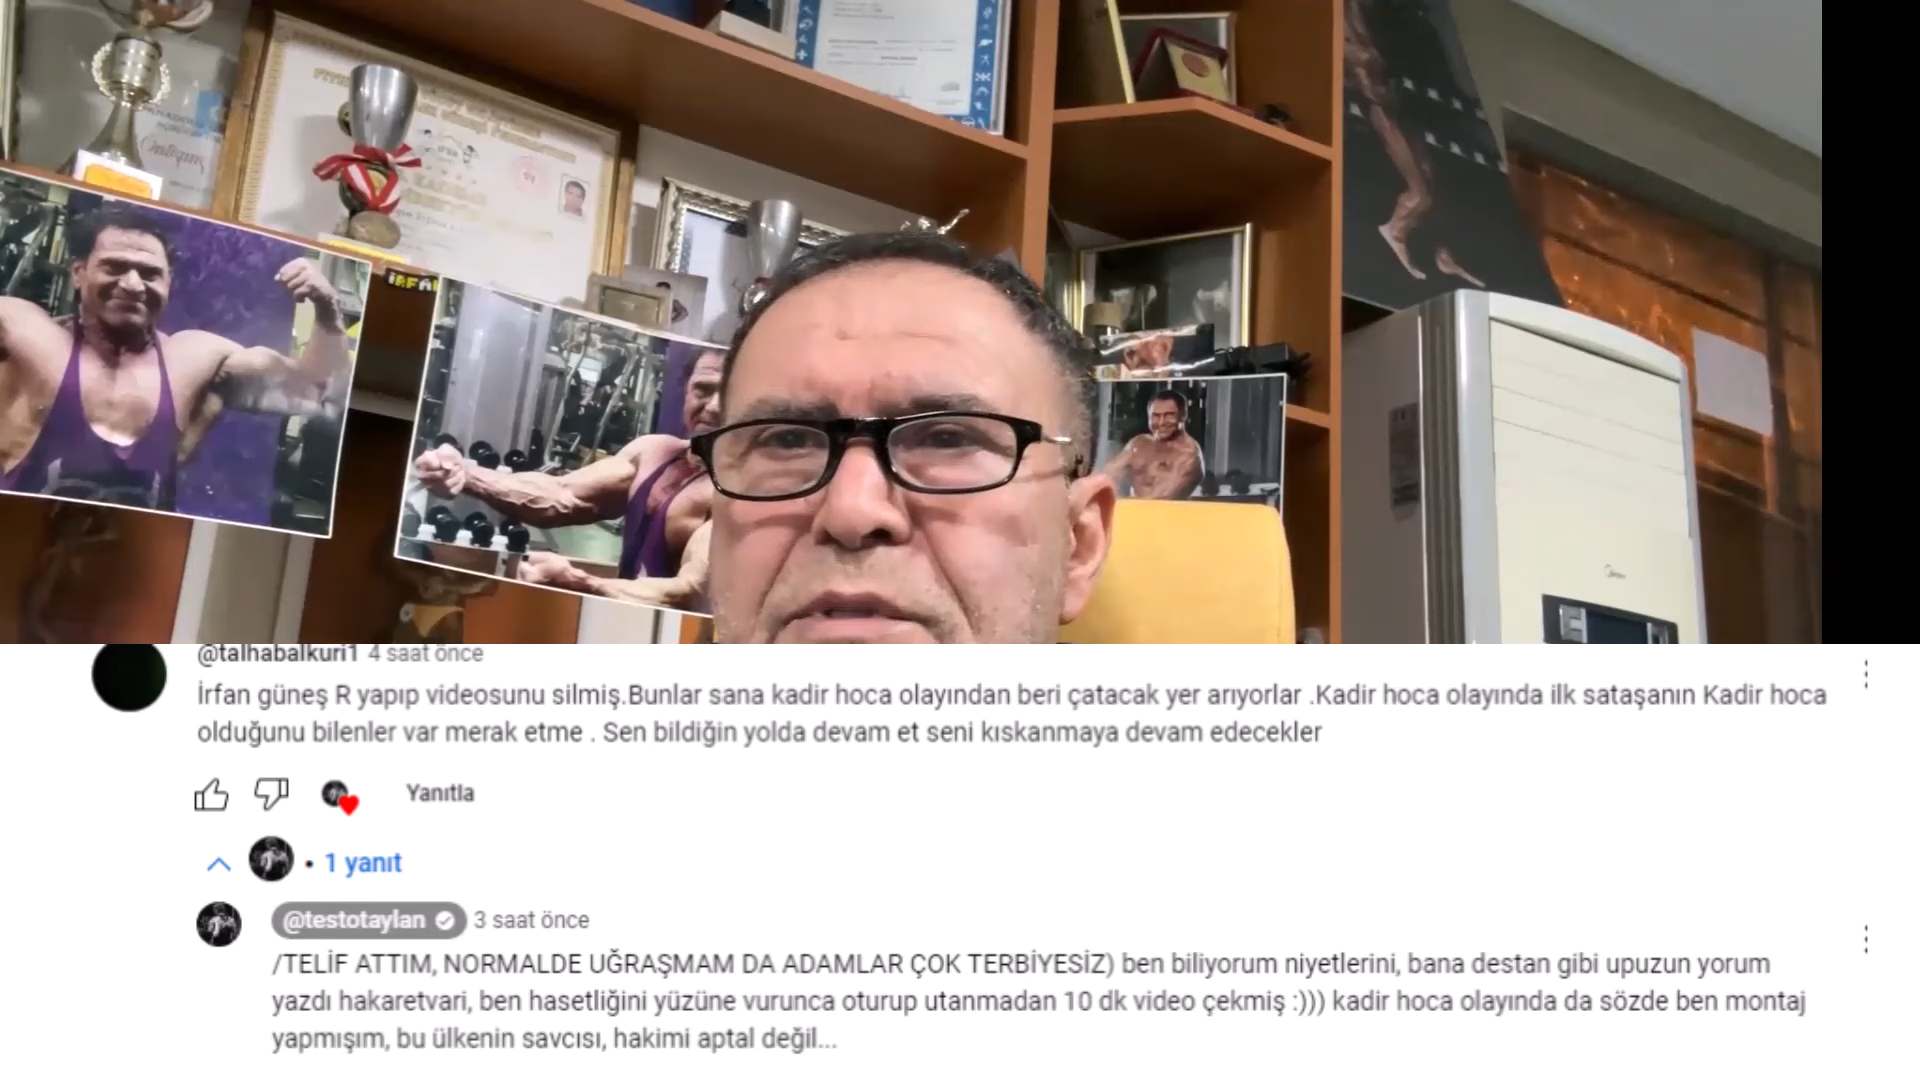 İRFA
@talhabalkuri1 4 saat önce
İrfan güneş R yapıp videosunu silmiş.Bunlar sana kadir hoca olayından beri çatacak yer arıyorlar .Kadir hoca olayında ilk sataşanın Kadir hoca
olduğunu bilenler var merak etme . Sen bildiğin yolda devam et seni kıskanmaya devam edecekler
Yanıtla
• 1 yanıt
@testotaylan 3 saat önce
/TELİF ATTIM, NORMALDE UĞRAŞMAM DA ADAMLAR ÇOK TERBİYESİZ) ben biliyorum niyetlerini, bana destan gibi upuzun yorum
yazdı hakaretvari, ben hasetliğini yüzüne vurunca oturup utanmadan 10 dk video çekmiş :))) kadir hoca olayında da sözde ben montaj
yapmışım, bu ülkenin savcısı, hakimi aptal değil...